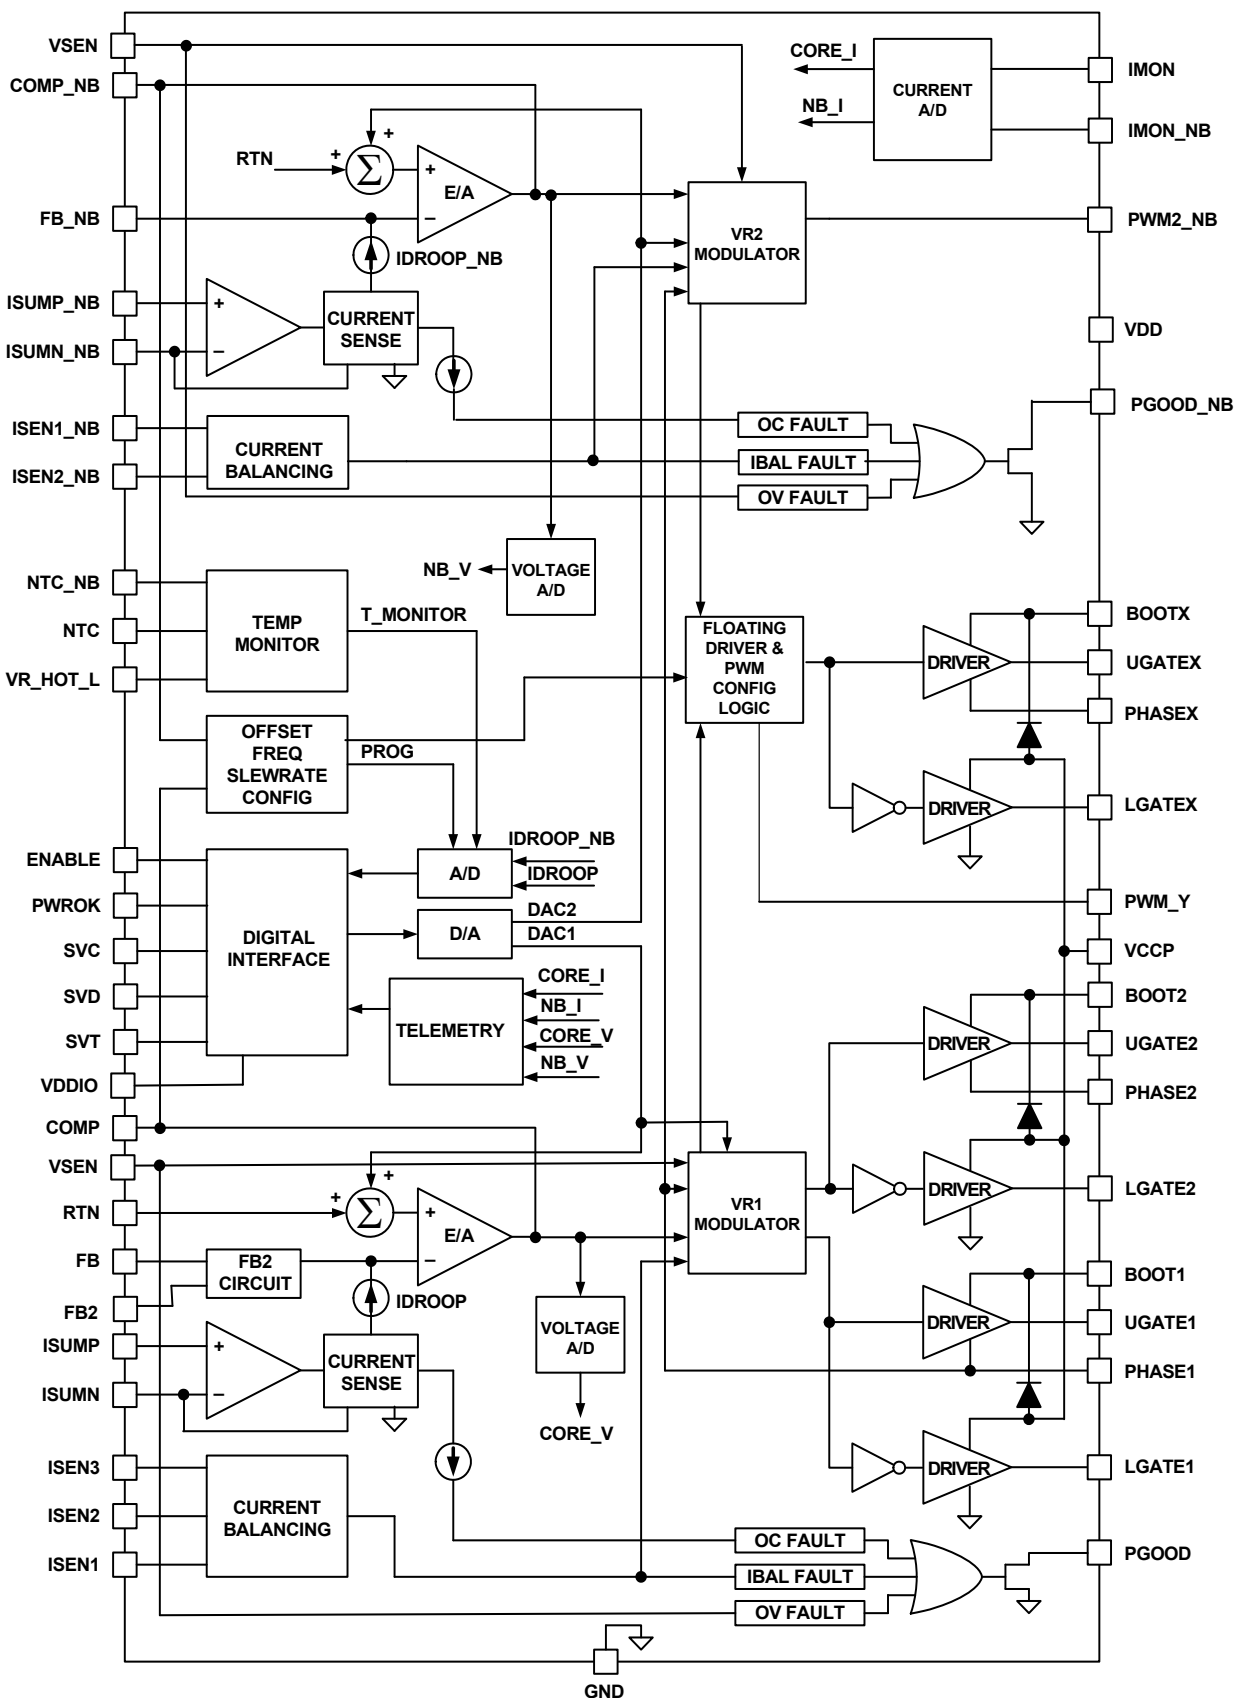 VSEN
COMP_NB
RTN
+
+
Σ
+
−
E/A
FB_NB
IDROOP_NB
ISUMP_NB
ISUMN_NB
+
−
CURRENT
SENSE
ISEN1_NB
ISEN2_NB
CURRENT
BALANCING
CORE_I
NB_I
CURRENT
A/D
IMON
IMON_NB
VR2
MODULATOR
PWM2_NB
VDD
PGOOD_NB
OC FAULT
IBAL FAULT
OV FAULT
NB_V
VOLTAGE
A/D
NTC_NB
NTC
VR_HOT_L
TEMP
MONITOR
T_MONITOR
OFFSET
FREQ
SLEWRATE
CONFIG
PROG
FLOATING
DRIVER &
PWM
CONFIG
LOGIC
DRIVER
DRIVER
BOOTX
UGATEX
PHASEX
LGATEX
ENABLE
PWROK
SVC
SVD
SVT
VDDIO
DIGITAL
INTERFACE
A/D
IDROOP_NB
IDROOP
D/A
DAC2
DAC1
TELEMETRY
CORE_I
NB_I
CORE_V
NB_V
PWM_Y
VCCP
BOOT2
UGATE2
PHASE2
LGATE2
DRIVER
DRIVER
COMP
VSEN
RTN
+
+
Σ
+
−
E/A
VR1
MODULATOR
FB
FB2
FB2
CIRCUIT
IDROOP
VOLTAGE
A/D
CORE_V
ISUMP
ISUMN
+
−
CURRENT
SENSE
BOOT1
UGATE1
PHASE1
LGATE1
DRIVER
DRIVER
ISEN3
ISEN2
ISEN1
CURRENT
BALANCING
OC FAULT
IBAL FAULT
OV FAULT
PGOOD
GND